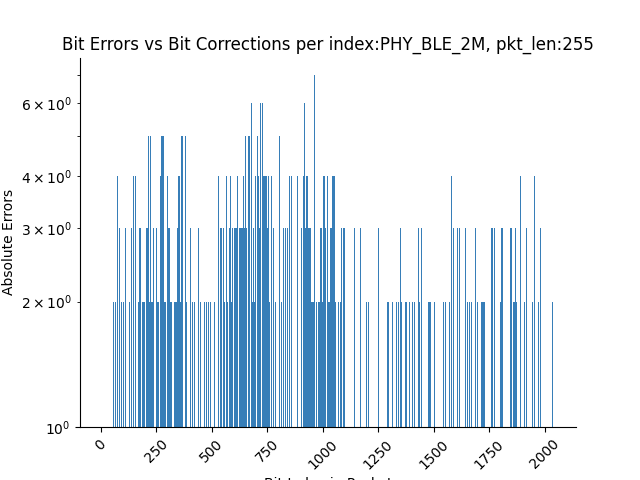 Bit Errors vs Bit Corrections per index:PHY_BLE_2M, pkt_len:255
Absolute Errors
6 × 10⁰
4 × 10⁰
3 × 10⁰
2 × 10⁰
10⁰
0
250
500
750
1000
1250
1500
1750
2000